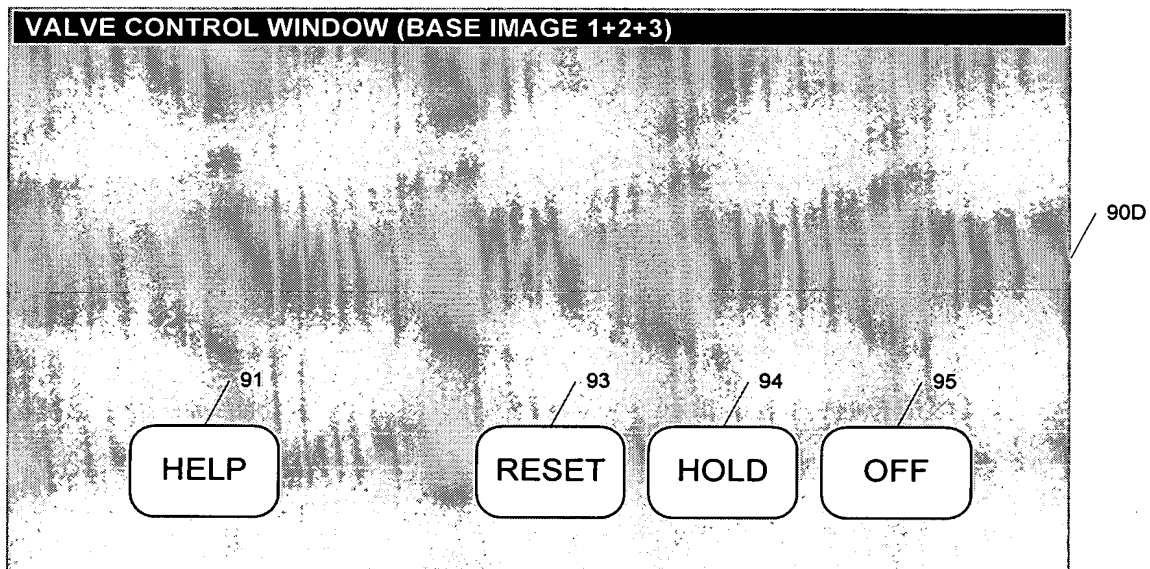 VALVE CONTROL WINDOW (BASE IMAGE 1+2+3)
90D
91
93
94
95
HELP
RESET
HOLD
OFF